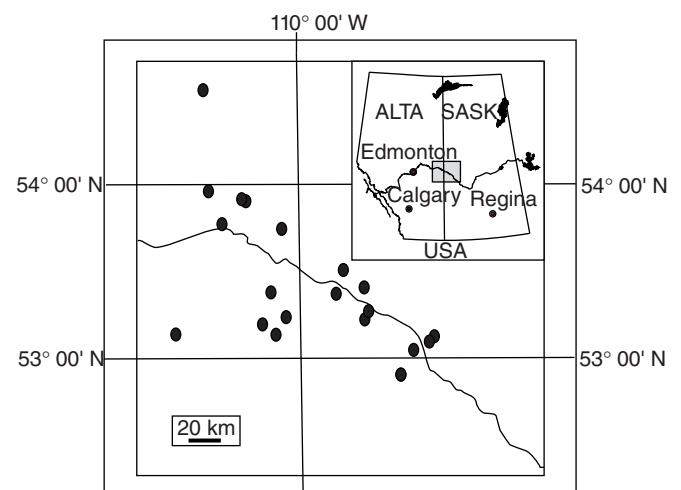 110° 00' W
ALTA SASK
Edmonton
54° 00' N 54° 00' N
Calgary Regina
USA
53° 00' N 53° 00' N
20 km